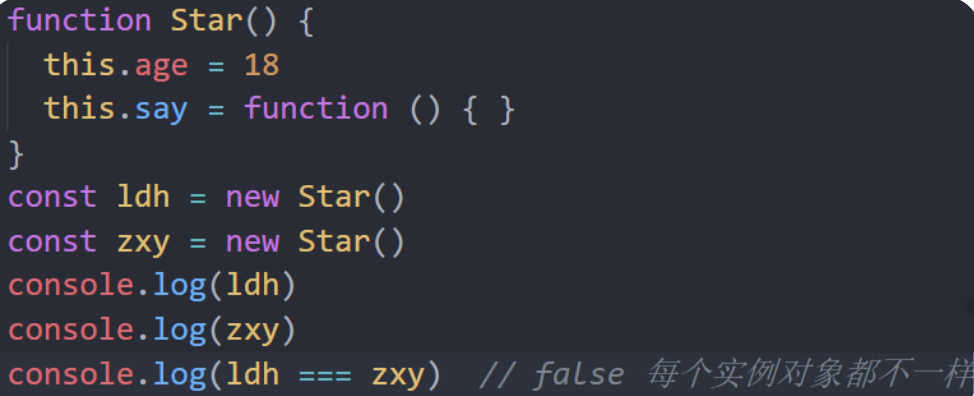 function Star() {
this.age = 18
this.say = function () { }
}
const ldh = new Star()
const zxy = new Star()
console.log(ldh)
console.log(zxy)
console.log(ldh === zxy) // false 每个实例对象都不一样